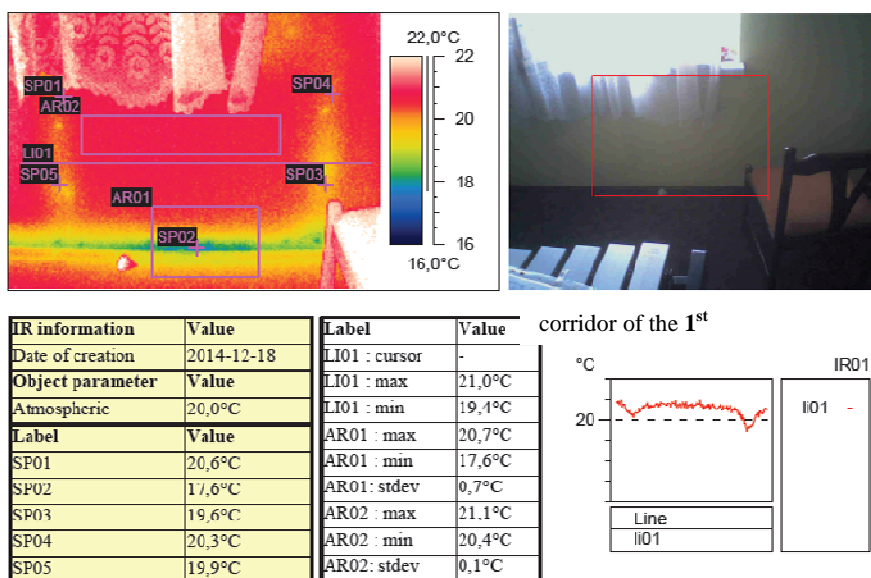 22,0°C
22
20
18
16
16,0°C
SP01
AR02
SP04
LI01
SP05
SP03
AR01
SP02
IR information Value
Date of creation 2014-12-18
Object parameter Value
Atmospheric 20,0°C
Label Value
SP01 20,6°C
SP02 17,6°C
SP03 19,6°C
SP04 20,3°C
SP05 19,9°C
Label Value
LI01 : cursor -
LI01 : max 21,0°C
LI01 : min 19,4°C
AR01 : max 20,7°C
AR01 : min 17,6°C
AR01: stdev 0,7°C
AR02 : max 21,1°C
AR02 : min 20,4°C
AR02: stdev 0,1°C
corridor of the 1st
°C
IR01
20
li01 -
Line
li01